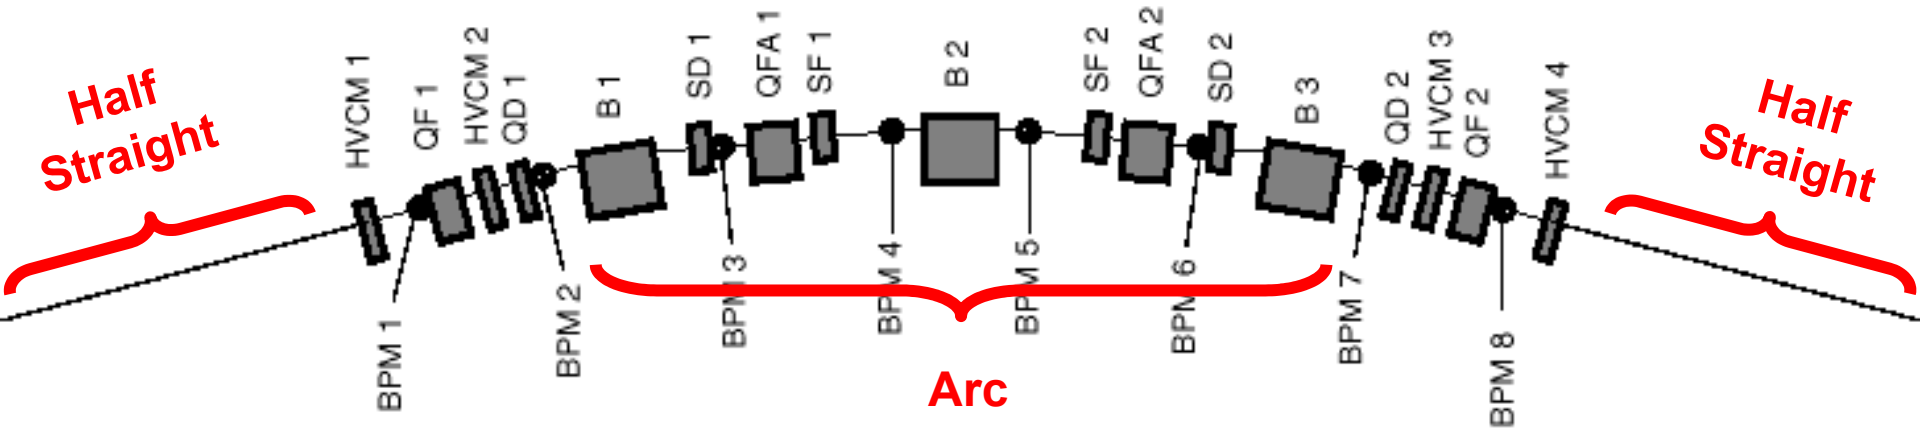 Half
Straight
HVCM 1
QF 1
HVCM 2
QD 1
B 1
SD 1
QFA 1
SF 1
B 2
SF 2
QFA 2
SD 2
B 3
QD 2
HVCM 3
QF 2
HVCM 4
Half
Straight
BPM 1
BPM 2
BPM 3
BPM 4
BPM 5
BPM 6
BPM 7
BPM 8
Arc